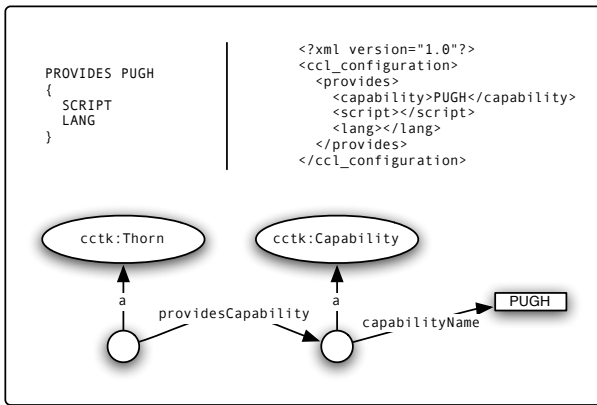 PROVIDES PUGH
{
  SCRIPT
  LANG
}
<?xml version="1.0"?>
<ccl_configuration>
  <provides>
    <capability>PUGH</capability>
    <script></script>
    <lang></lang>
  </provides>
</ccl_configuration>
cctk:Thorn
cctk:Capability
a
a
PUGH
providesCapability
capabilityName